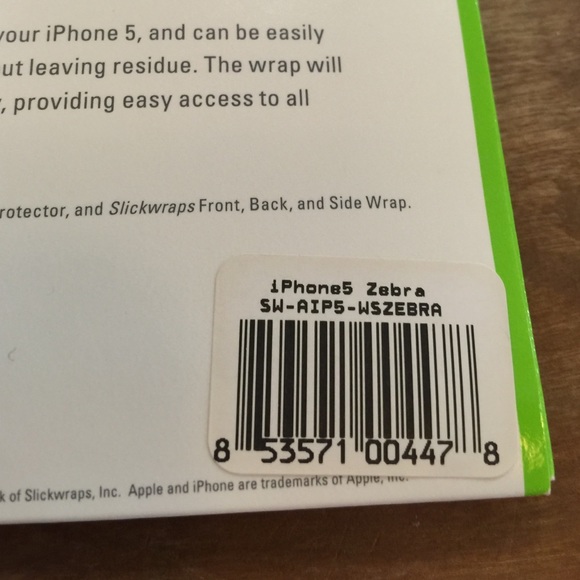 your iPhone 5, and can be easily
ut leaving residue. The wrap will
, providing easy access to all
rotector, and Slickwraps Front, Back, and Side Wrap.
iPhone5 Zebra
SW-AIP5-WSZEBRA
8 53571 00447 8
k of Slickwraps, Inc. Apple and iPhone are trademarks of Apple, Inc.